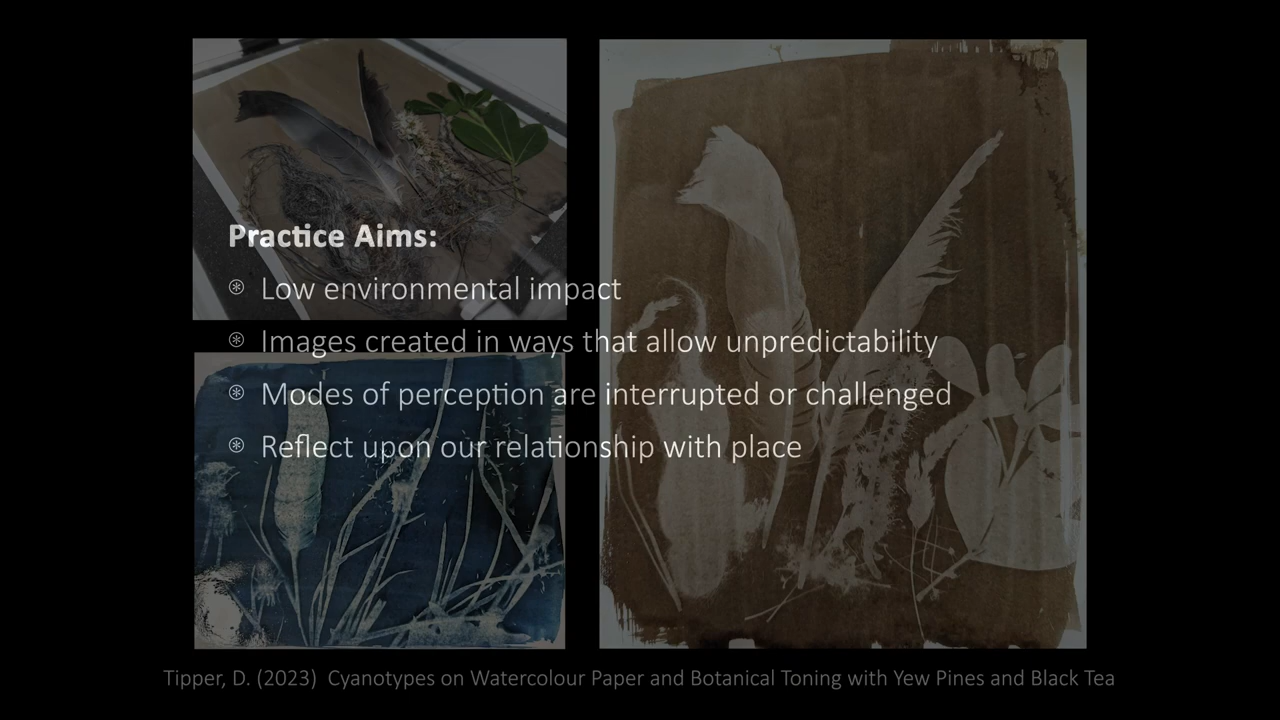 Practice Aims:
Low environmental impact
Images created in ways that allow unpredictability
Modes of perception are interrupted or challenged
Reflect upon our relationship with place
Tipper, D. (2023)  Cyanotypes on Watercolour Paper and Botanical Toning with Yew Pines and Black Tea